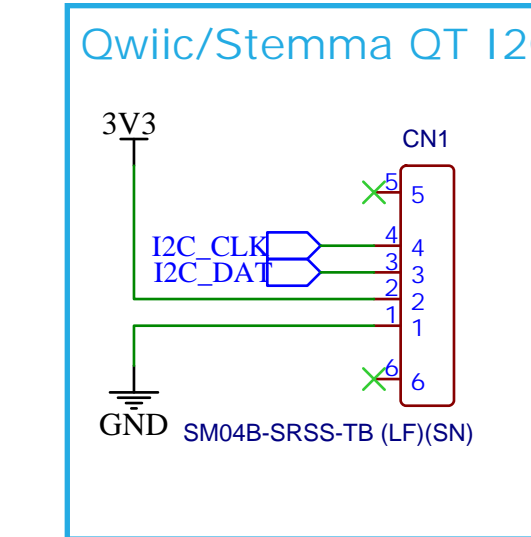 Qwiic/Stemma QT I2
3V3
CN1
5 5
I2C_CLK 4 4
I2C_DAT 3 3
2 2
1 1
6 6
GND
SM04B-SRSS-TB (LF)(SN)